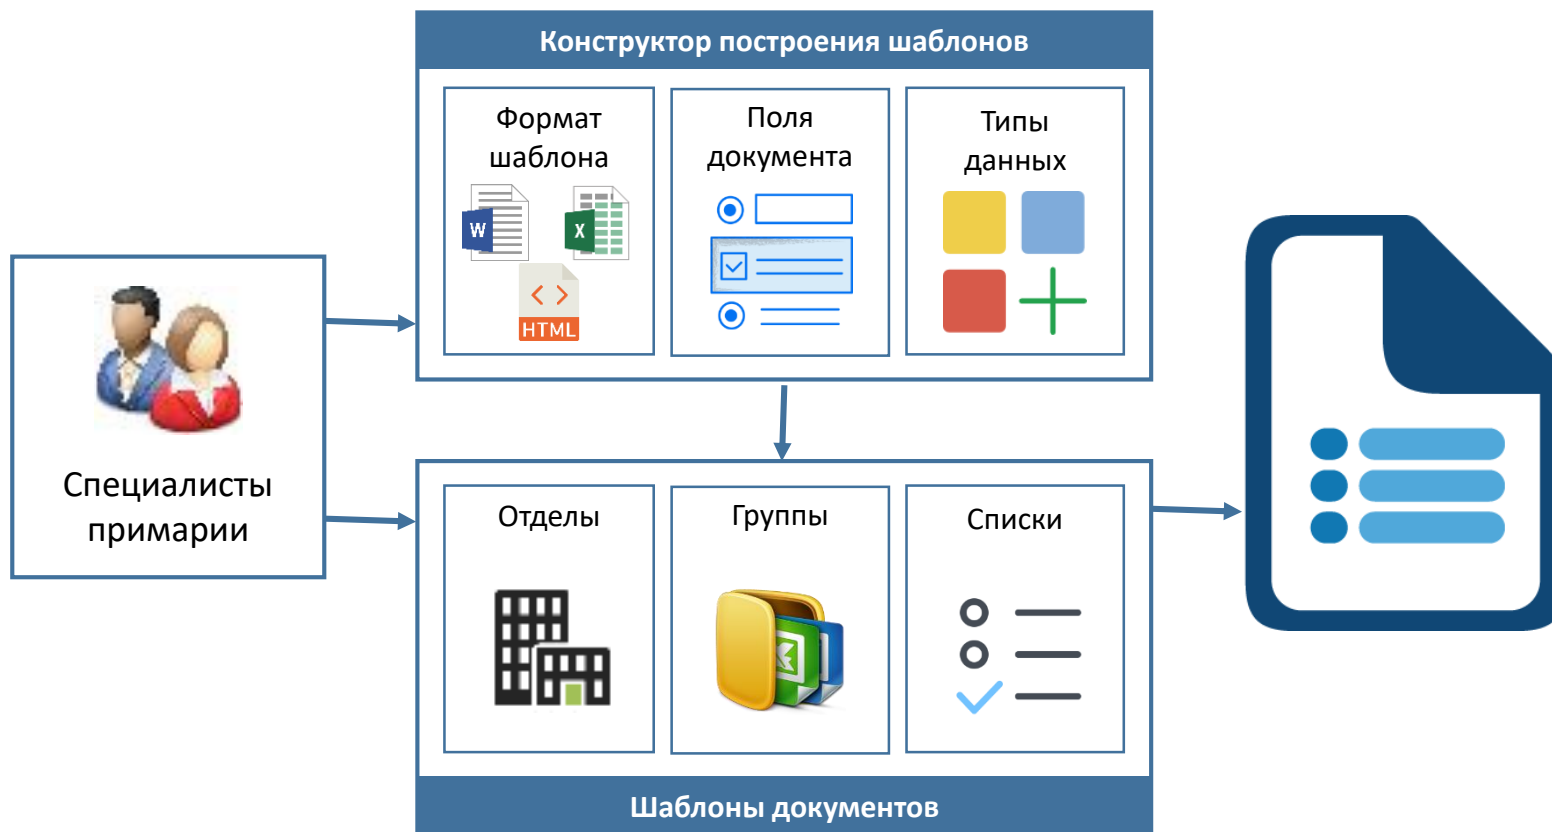 Конструктор построения шаблонов
Формат
шаблона
W
X
HTML
Поля
документа
Типы
данных
Специалисты
примарии
Отделы
Группы
Списки
Шаблоны документов